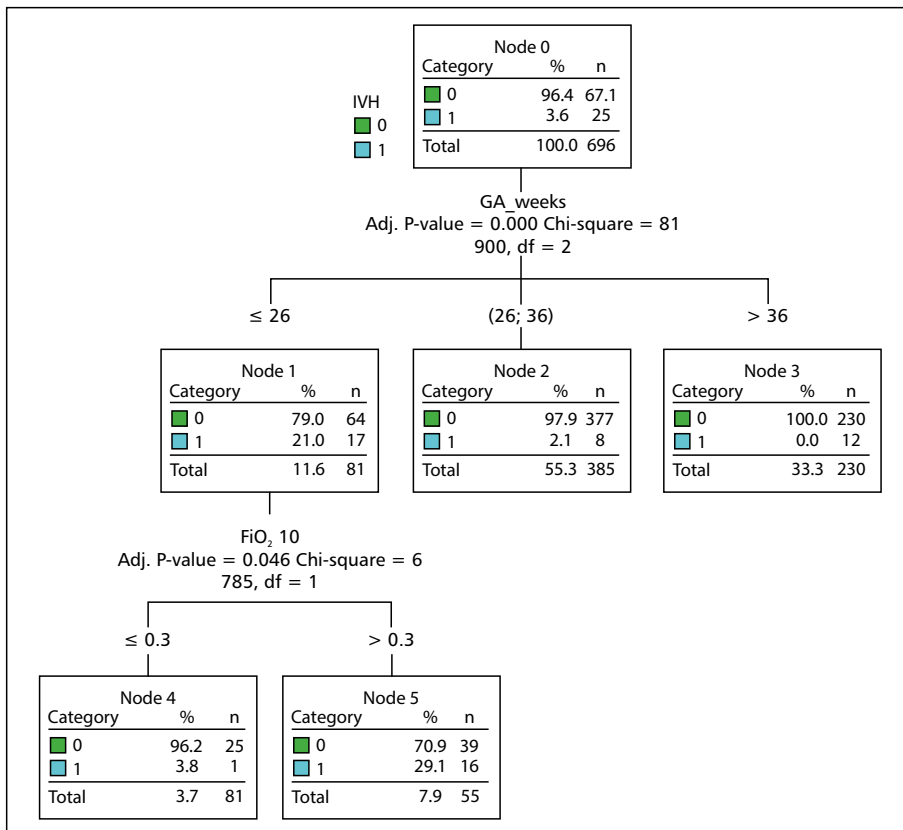 Node 0
Category % n
0 96.4 67.1
1 3.6 25
Total 100.0 696
IVH
0
1
GA_weeks
Adj. P-value = 0.000 Chi-square = 81
900, df = 2
≤ 26
(26; 36)
> 36
Node 1
Category % n
0 79.0 64
1 21.0 17
Total 11.6 81
Node 2
Category % n
0 97.9 377
1 2.1 8
Total 55.3 385
Node 3
Category % n
0 100.0 230
1 0.0 12
Total 33.3 230
FiO₂ 10
Adj. P-value = 0.046 Chi-square = 6
785, df = 1
≤ 0.3
> 0.3
Node 4
Category % n
0 96.2 25
1 3.8 1
Total 3.7 81
Node 5
Category % n
0 70.9 39
1 29.1 16
Total 7.9 55